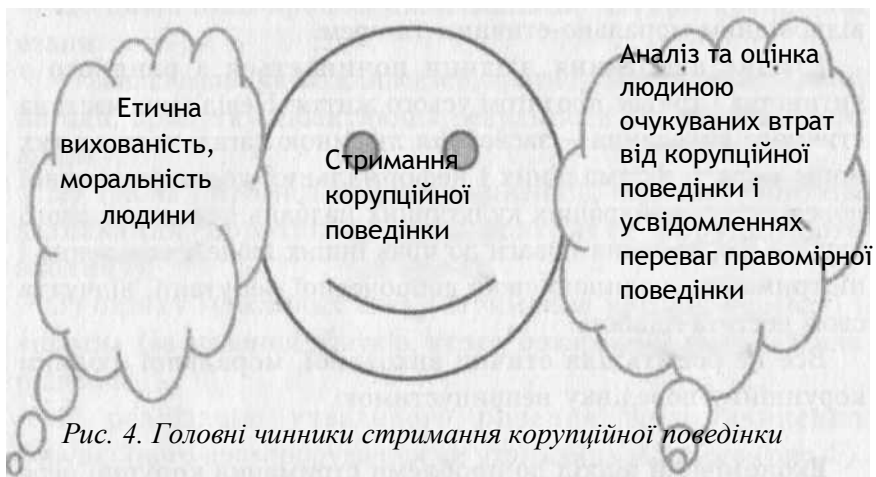 Етична
вихованість,
моральність
людини
Стримання
корупційної
поведінки
Аналіз та оцінка
людиною
очукуваних втрат
від корупційної
поведінки і
усвідомленнях
переваг правомірної
поведінки
Рис. 4. Головні чинники стримання корупційної поведінки